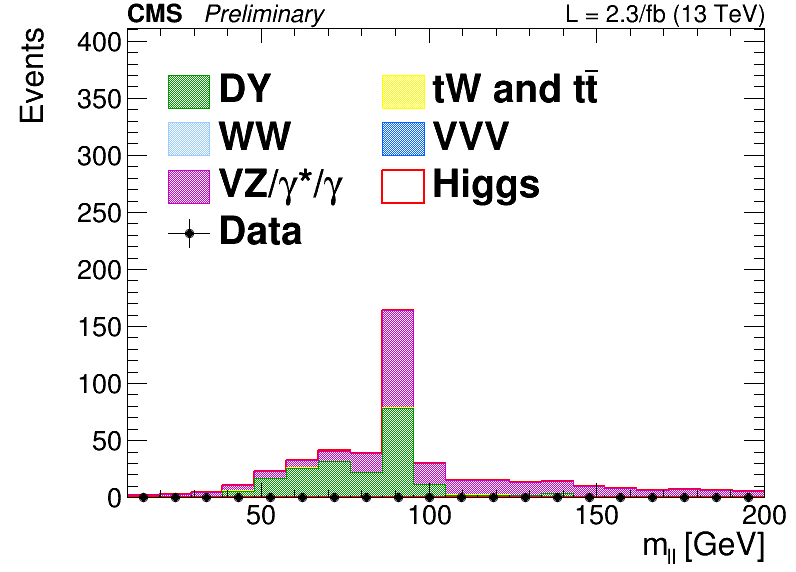 CMS Preliminary L = 2.3/fb (13 TeV)
Events
400
350
300
250
200
150
100
50
0
DY tW and tt̅
WW VVV
VZ/γ*/γ Higgs
Data
50 100 150 200
m_ll [GeV]